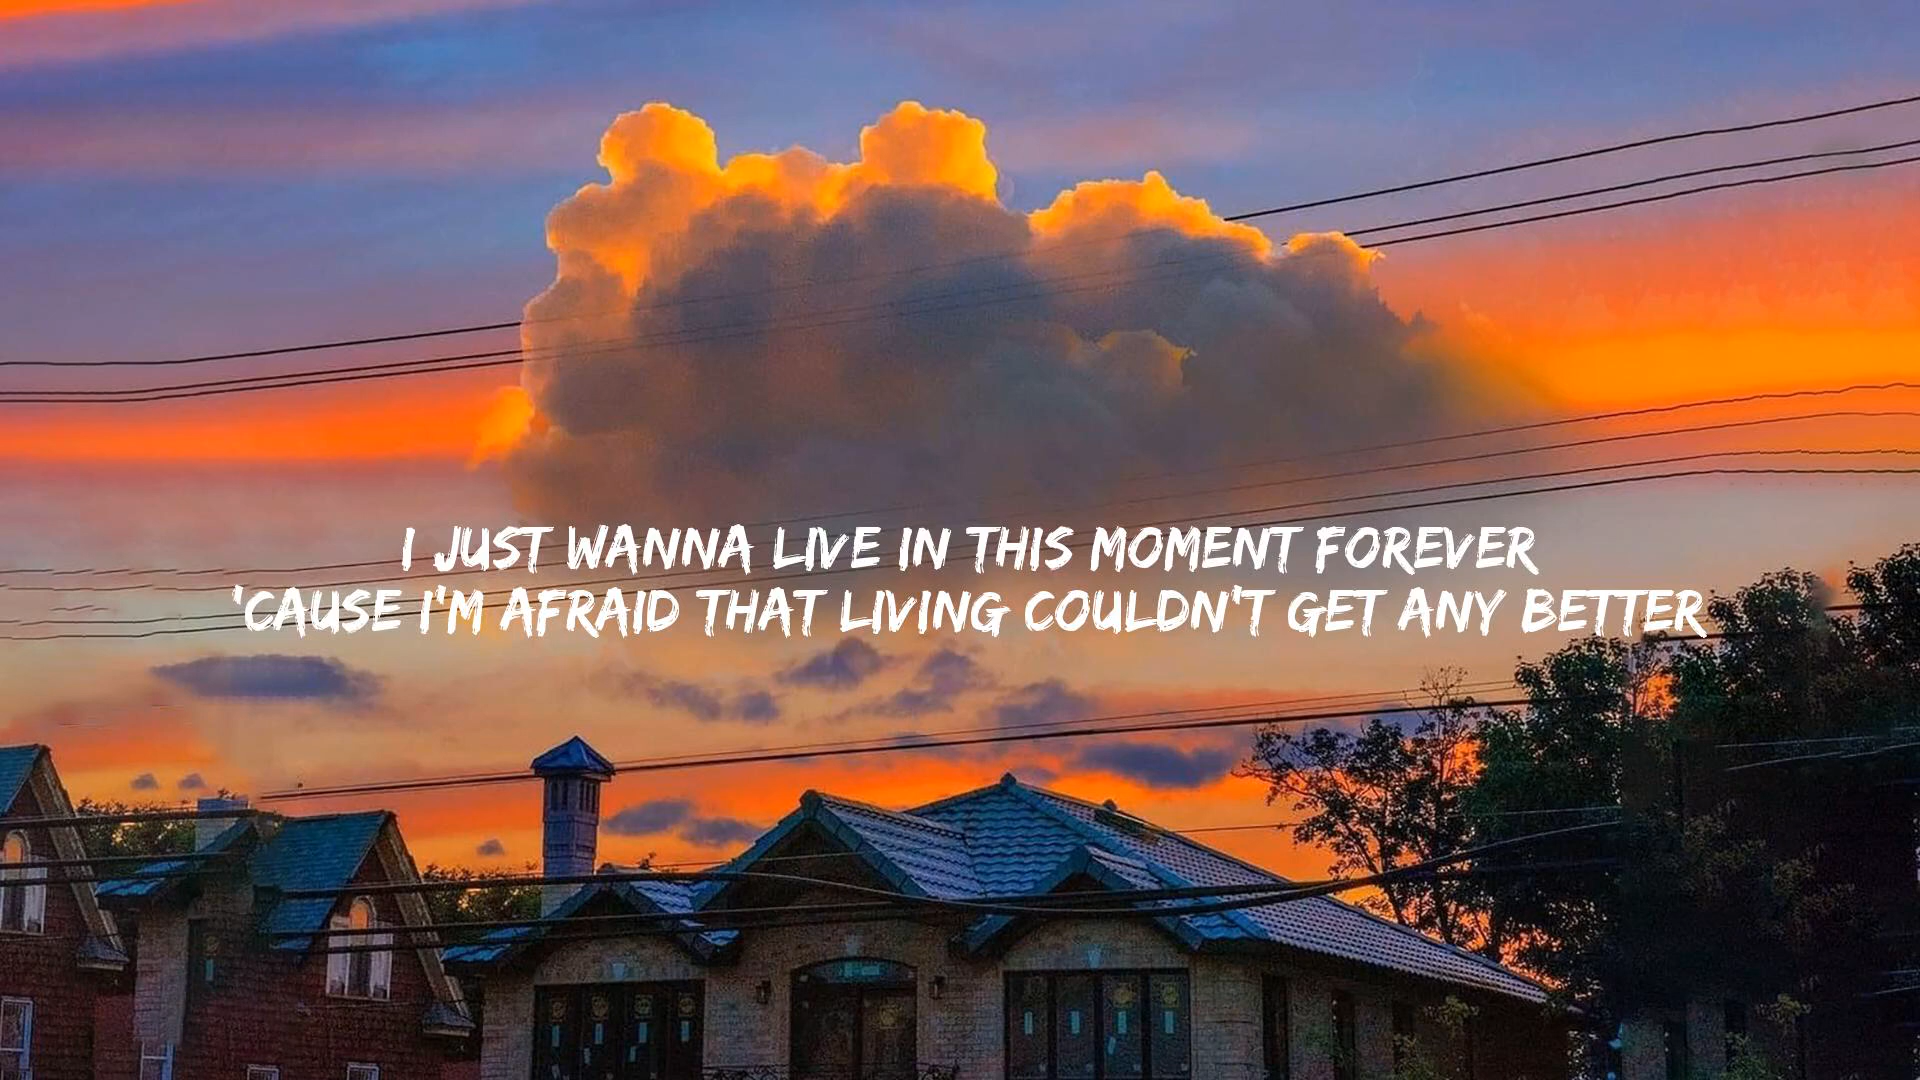 I JUST WANNA LIVE IN THIS MOMENT FOREVER
'CAUSE I'M AFRAID THAT LIVING COULDN'T GET ANY BETTER